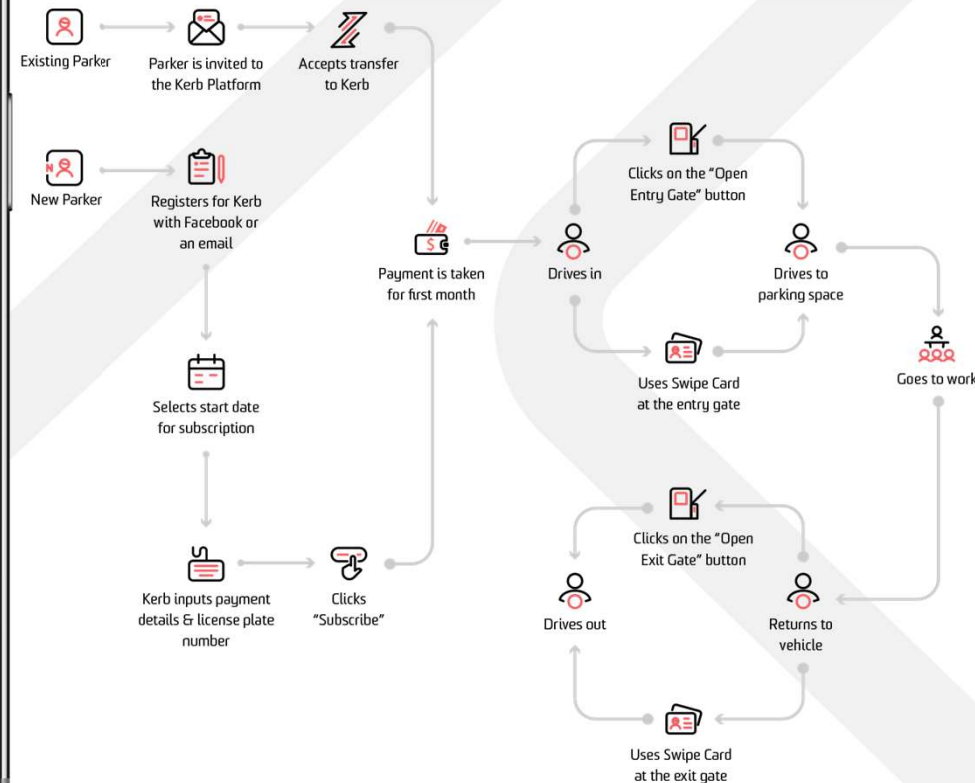 Existing Parker
Parker is invited to
the Kerb Platform
Accepts transfer
to Kerb
N
New Parker
Registers for Kerb
with Facebook or
an email
Selects start date
for subscription
Kerb inputs payment
details & license plate
number
Clicks
"Subscribe"
$
Payment is taken
for first month
Drives in
Clicks on the "Open
Entry Gate" button
Uses Swipe Card
at the entry gate
Drives to
parking space
Goes to work
Returns to
vehicle
Clicks on the "Open
Exit Gate" button
Uses Swipe Card
at the exit gate
Drives out